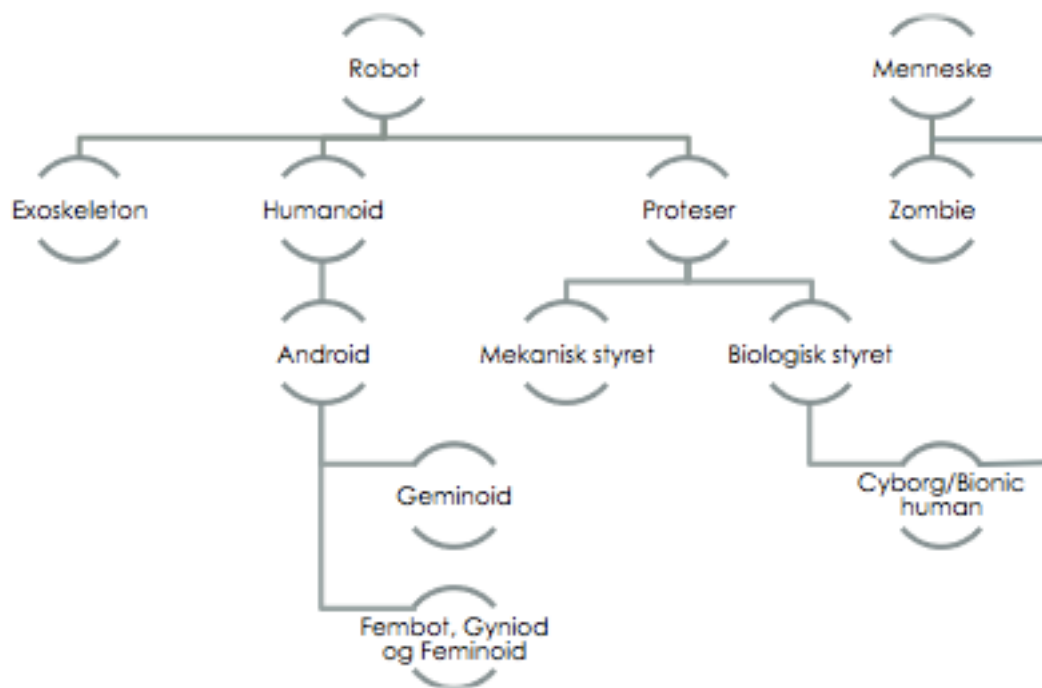 Robot
Menneske
Exoskeleton
Humanoid
Proteser
Zombie
Android
Mekanisk styret
Biologisk styret
Geminoid
Cyborg/Bionic
human
Fembot, Gyniod
og Feminoid